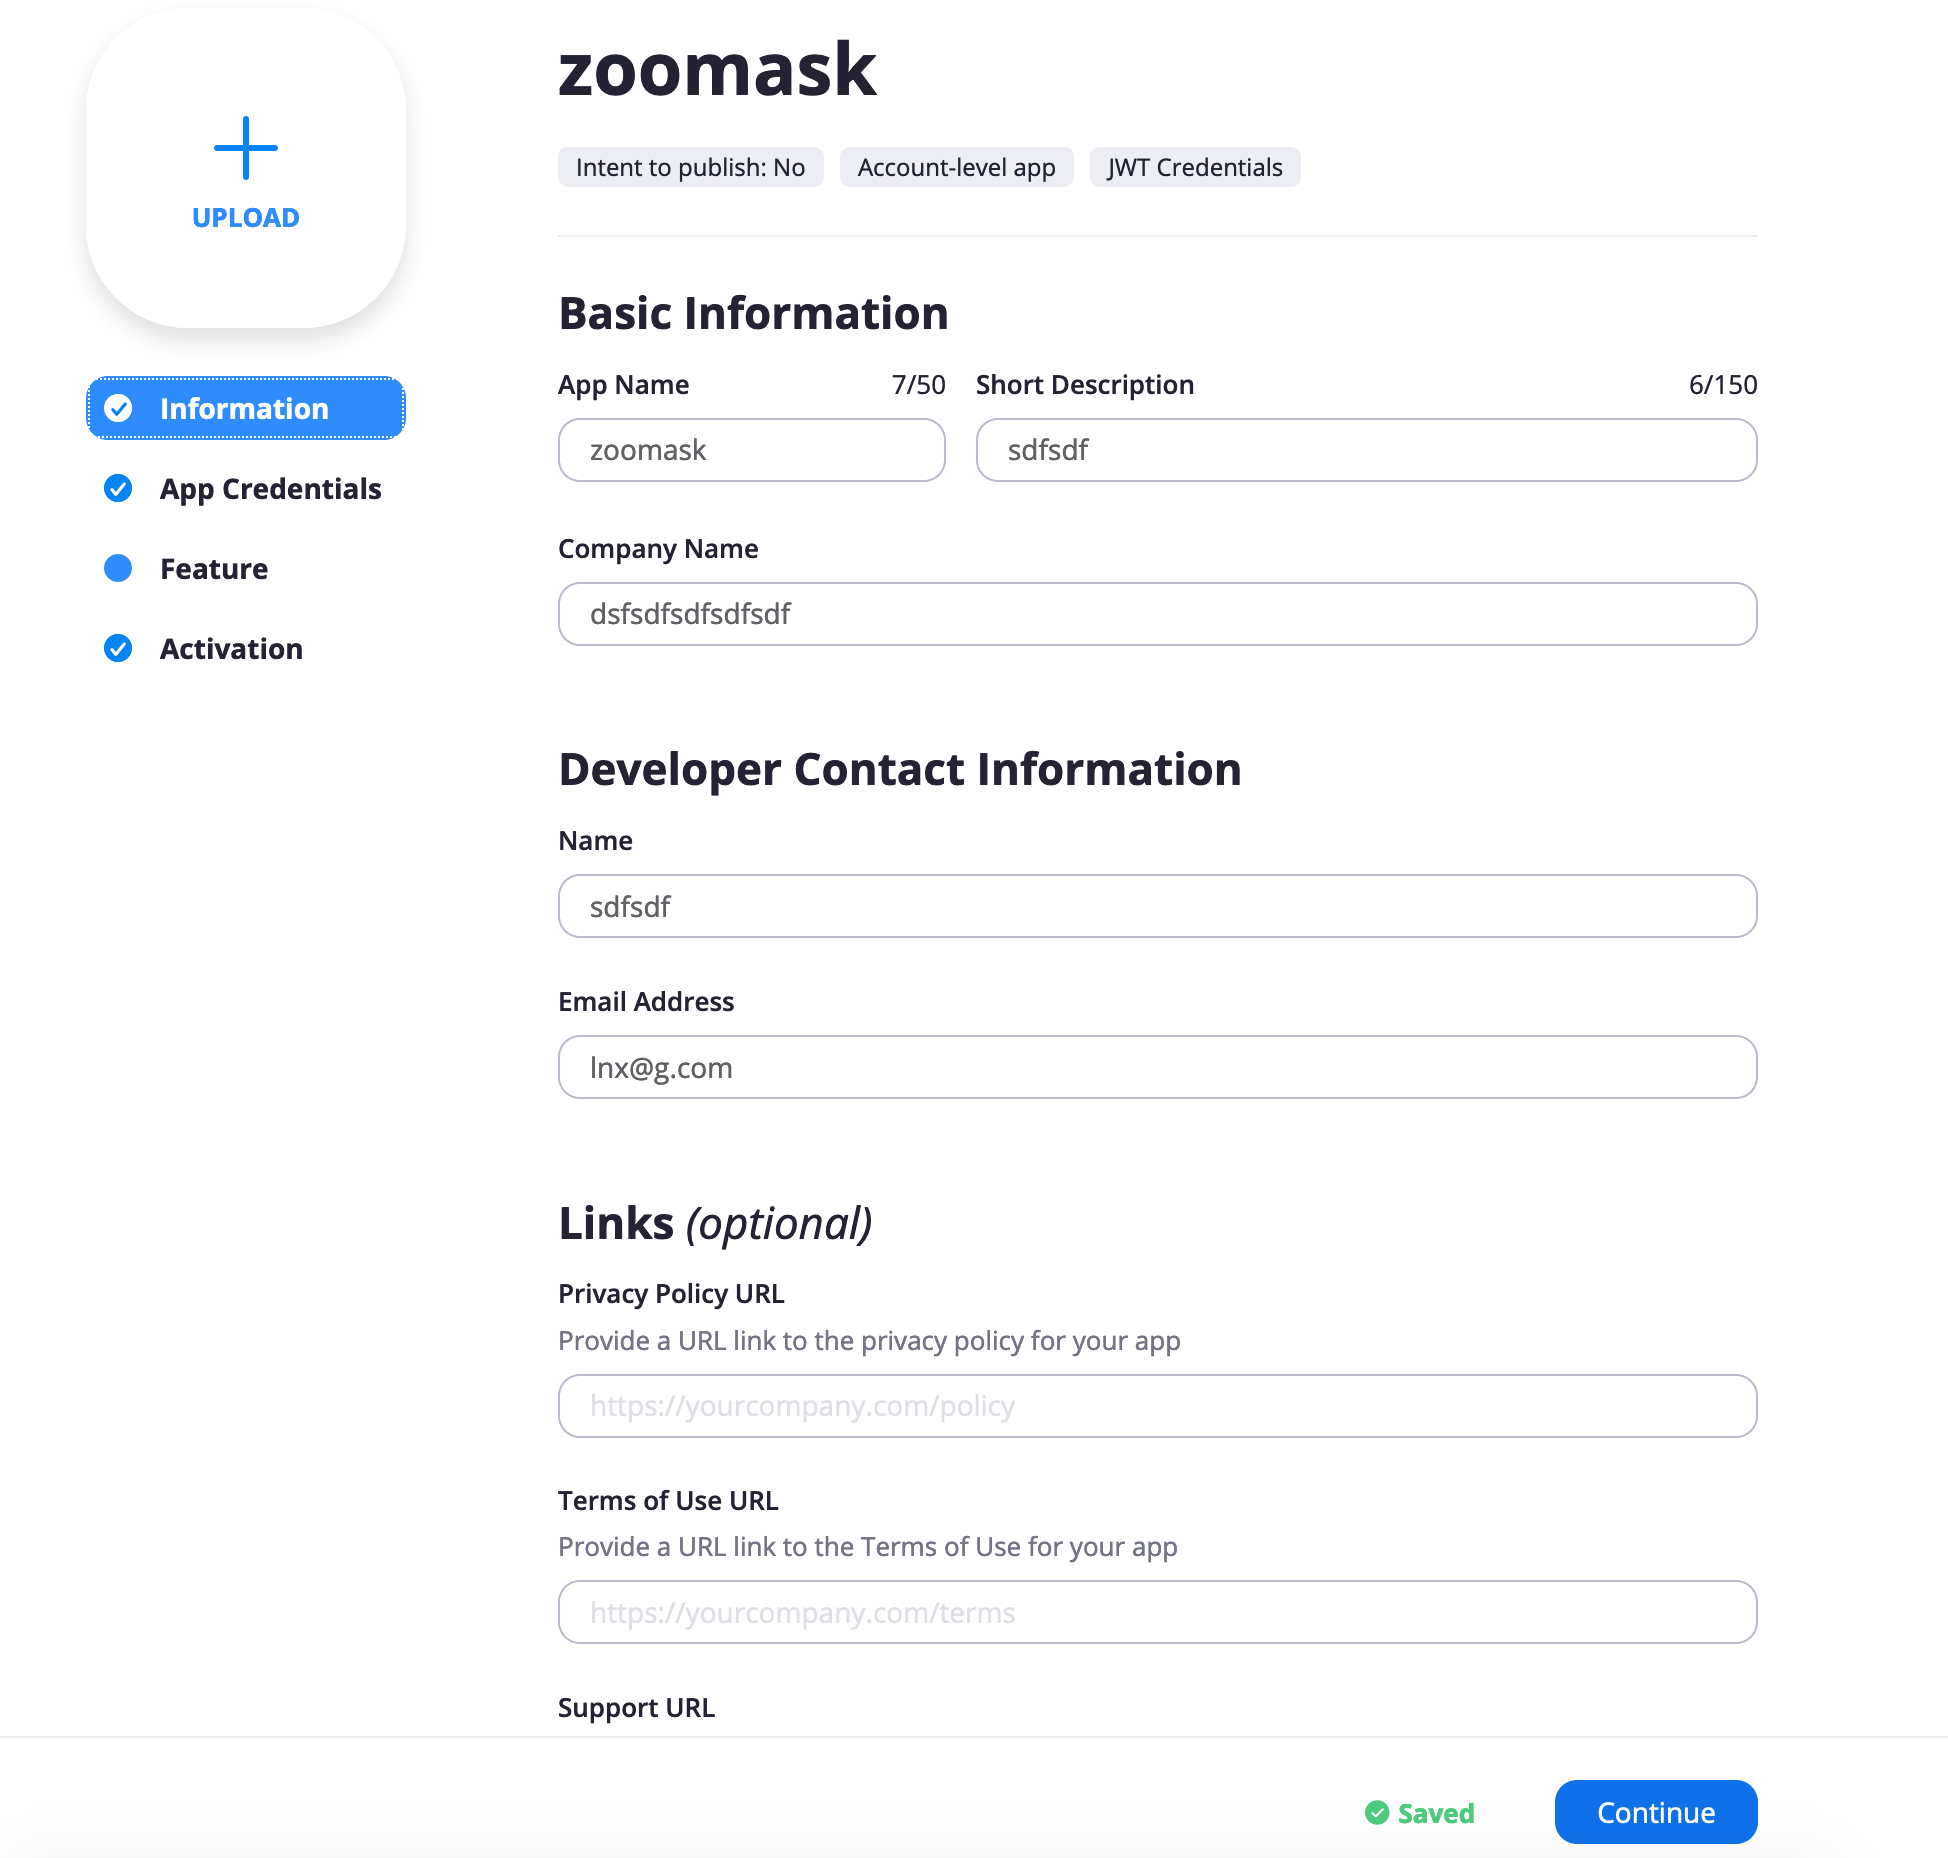 UPLOAD
Information
App Credentials
Feature
Activation
zoomask
Intent to publish: No
Account-level app
JWT Credentials
Basic Information
App Name 7/50
zoomask
Short Description 6/150
sdfsdf
Company Name
dsfsdfsdfsdfsdf
Developer Contact Information
Name
sdfsdf
Email Address
lnx@g.com
Links (optional)
Privacy Policy URL
Provide a URL link to the privacy policy for your app
https://yourcompany.com/policy
Terms of Use URL
Provide a URL link to the Terms of Use for your app
https://yourcompany.com/terms
Support URL
Saved
Continue